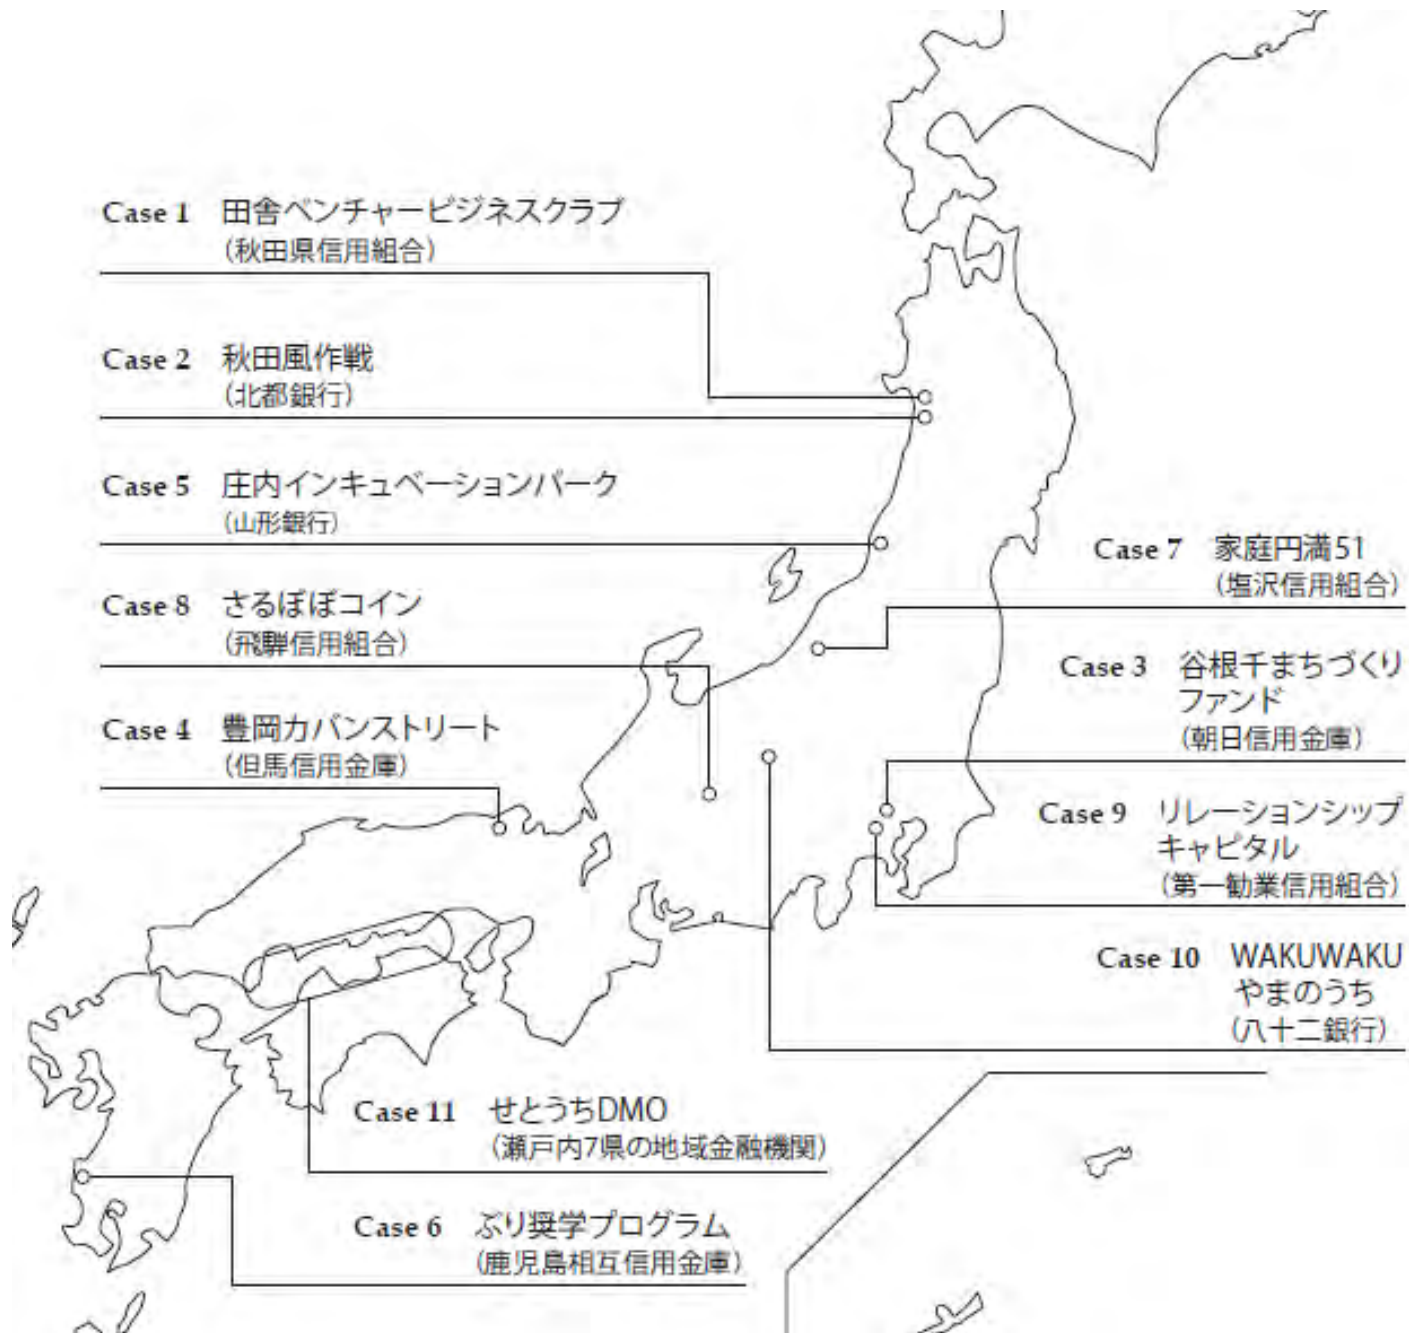 Case 1 田舎ベンチャービジネスクラブ
(秋田県信用組合)
Case 2 秋田風作戦
(北都銀行)
Case 5 庄内インキュベーションパーク
(山形銀行)
Case 8 さるぼぼコイン
(飛騨信用組合)
Case 4 豊岡カバンストリート
(但馬信用金庫)
Case 7 家庭円満51
(塩沢信用組合)
Case 3 谷根千まちづくり
ファンド
(朝日信用金庫)
Case 9 リレーションシップ
キャピタル
(第一勧業信用組合)
Case 10 WAKUWAKU
やまのうち
(八十二銀行)
Case 11 せとうちDMO
(瀬戸内7県の地域金融機関)
Case 6 ぶり奨学プログラム
(鹿児島相互信用金庫)